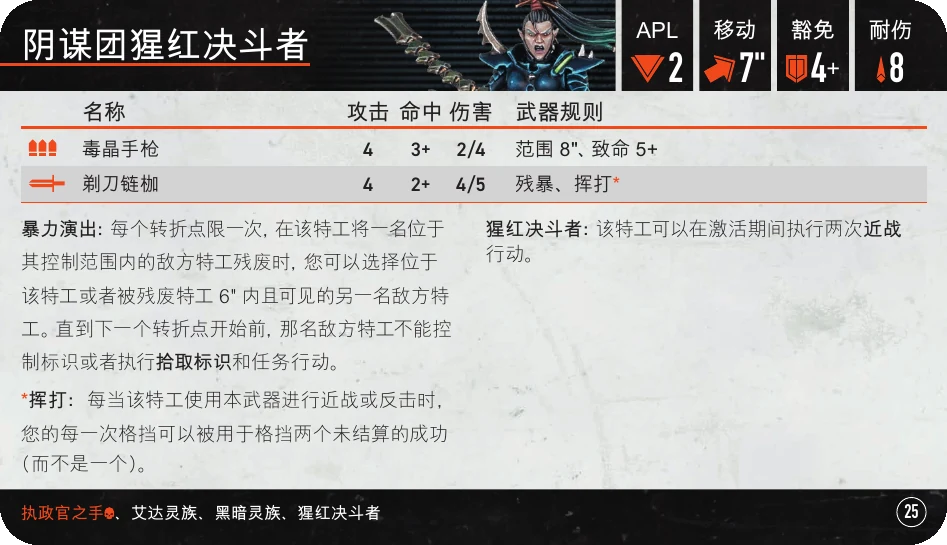 阴谋团猩红决斗者
APL 移动 豁免 耐伤
2 7" 4+ 8
名称 攻击 命中 伤害 武器规则
毒晶手枪 4 3+ 2/4 范围 8"、致命 5+
剃刀链枷 4 2+ 4/5 残暴、挥打*
暴力演出: 每个转折点限一次, 在该特工将一名位于
其控制范围内的敌方特工残废时, 您可以选择位于
该特工或者被残废特工 6" 内且可见的另一名敌方特
工。直到下一个转折点开始前, 那名敌方特工不能控
制标识或者执行拾取标识和任务行动。
*挥打: 每当该特工使用本武器进行近战或反击时,
您的每一次格挡可以被用于格挡两个未结算的成功
(而不是一个)。
猩红决斗者: 该特工可以在激活期间执行两次近战
行动。
执政官之手、艾达灵族、黑暗灵族、猩红决斗者
25